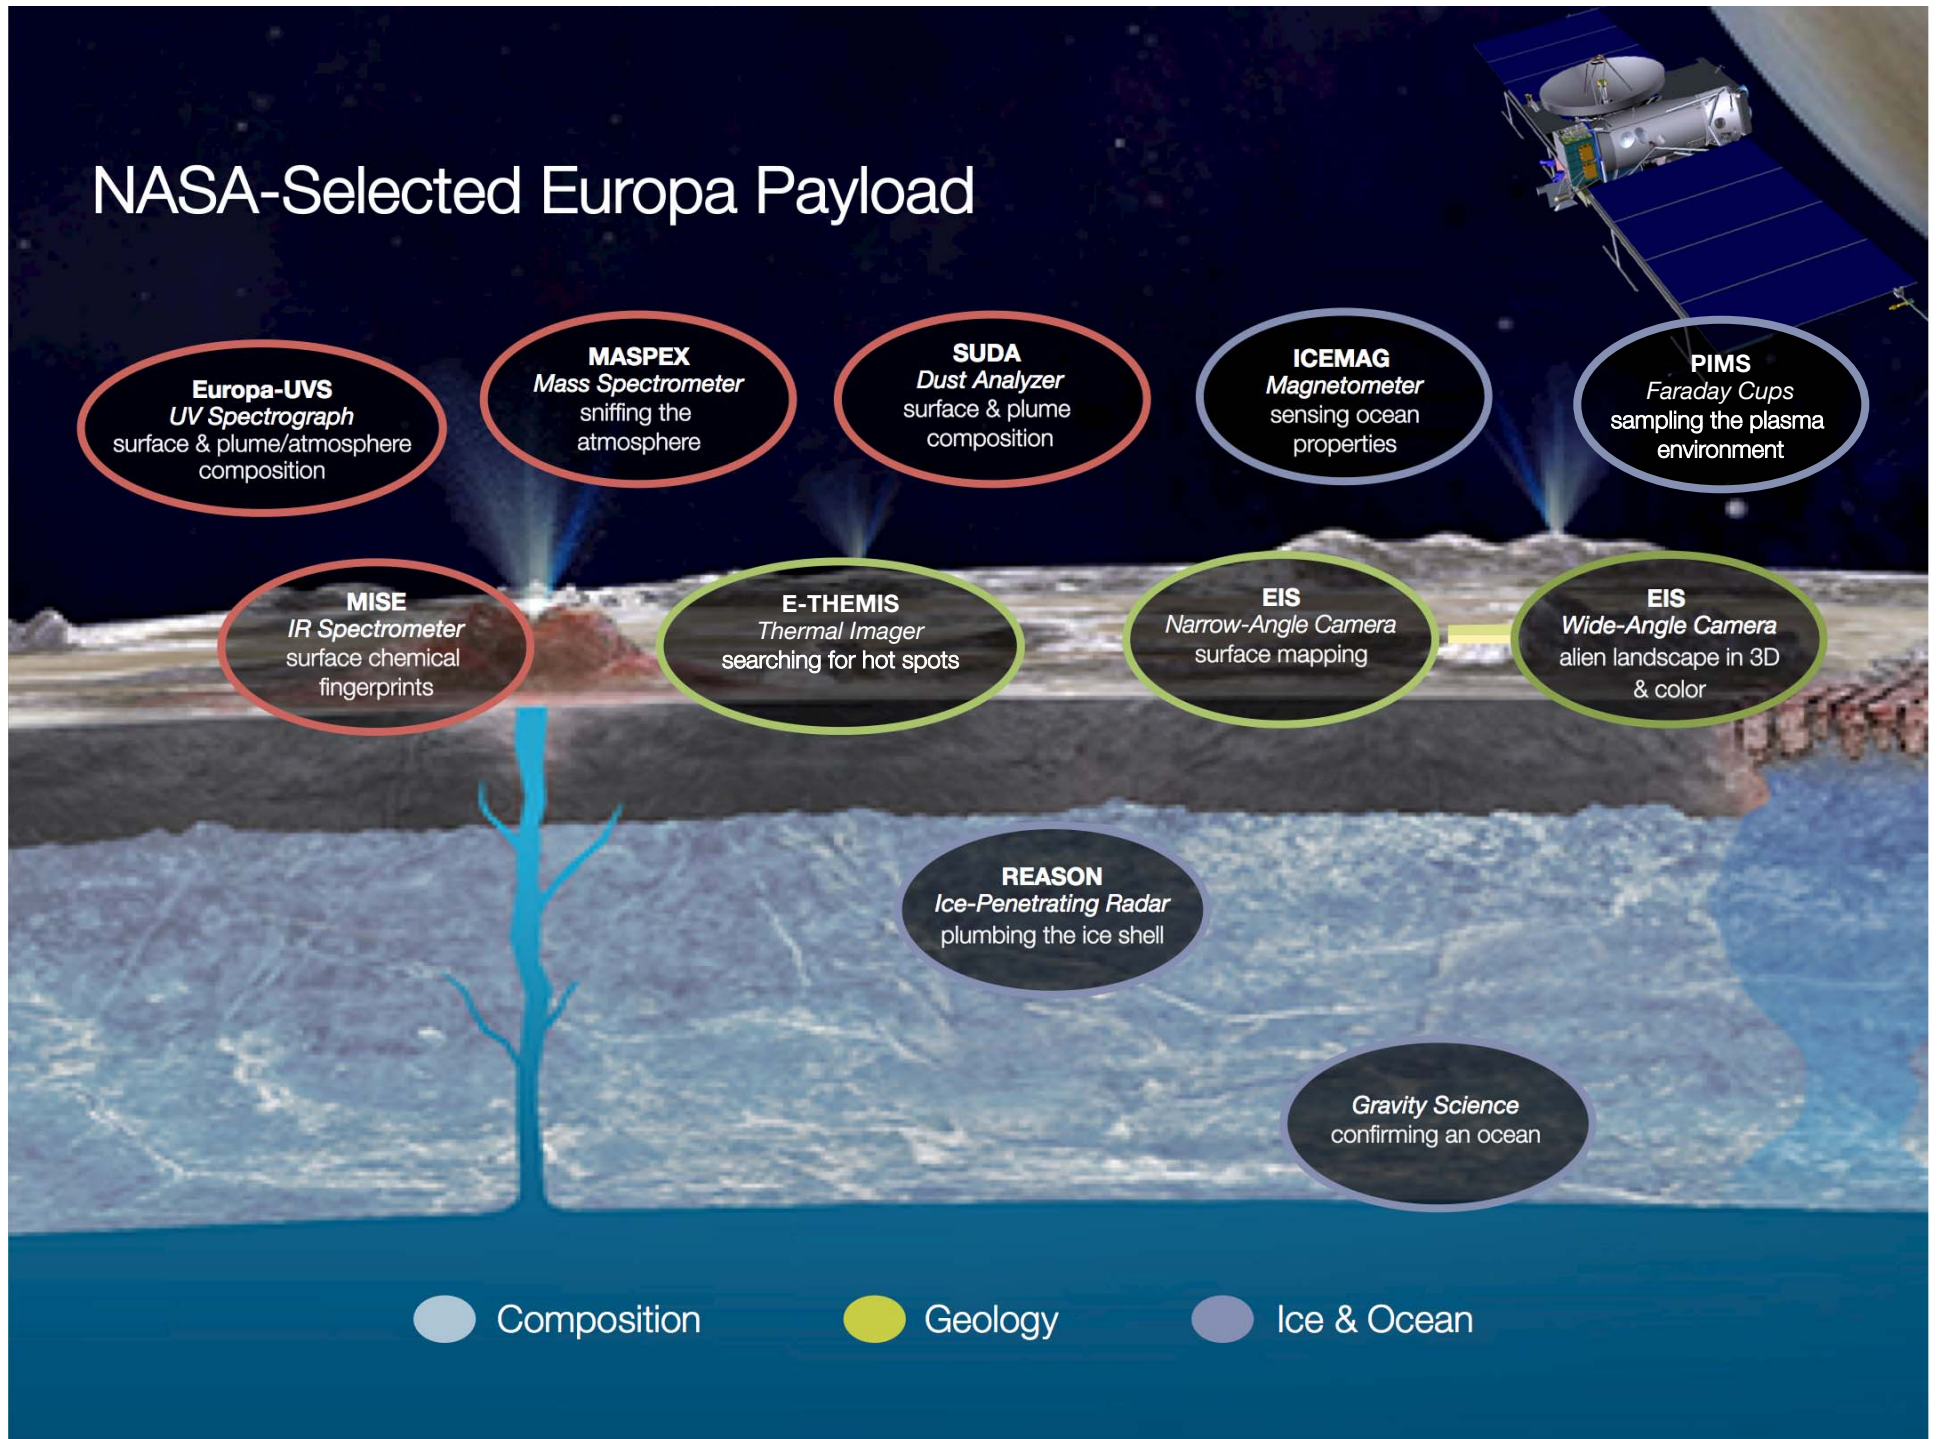 NASA-Selected Europa Payload
Europa-UVS
UV Spectrograph
surface & plume/atmosphere
composition
MASPEX
Mass Spectrometer
sniffing the
atmosphere
SUDA
Dust Analyzer
surface & plume
composition
ICEMAG
Magnetometer
sensing ocean
properties
PIMS
Faraday Cups
sampling the plasma
environment
MISE
IR Spectrometer
surface chemical
fingerprints
E-THEMIS
Thermal Imager
searching for hot spots
EIS
Narrow-Angle Camera
surface mapping
EIS
Wide-Angle Camera
alien landscape in 3D
& color
REASON
Ice-Penetrating Radar
plumbing the ice shell
Gravity Science
confirming an ocean
Composition
Geology
Ice & Ocean